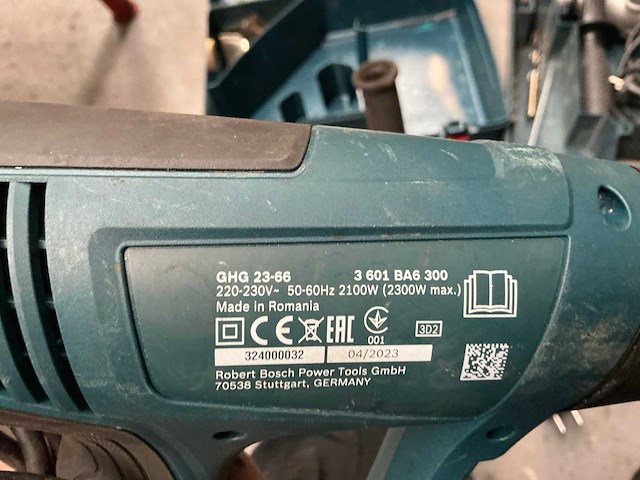 GHG 23-66 3 601 BA6 300
220-230V~ 50-60Hz 2100W (2300W max.)
Made in Romania
CE EAC 001 3D2
324000032 04/2023
Robert Bosch Power Tools GmbH
70538 Stuttgart, GERMANY